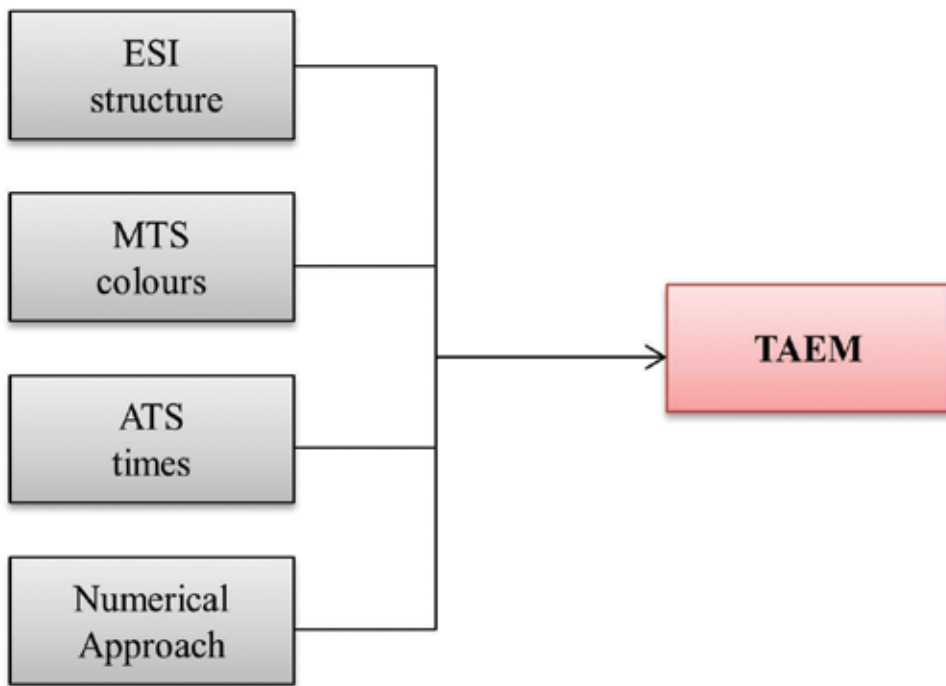 ESI
structure
MTS
colours
ATS
times
Numerical
Approach
TAEM